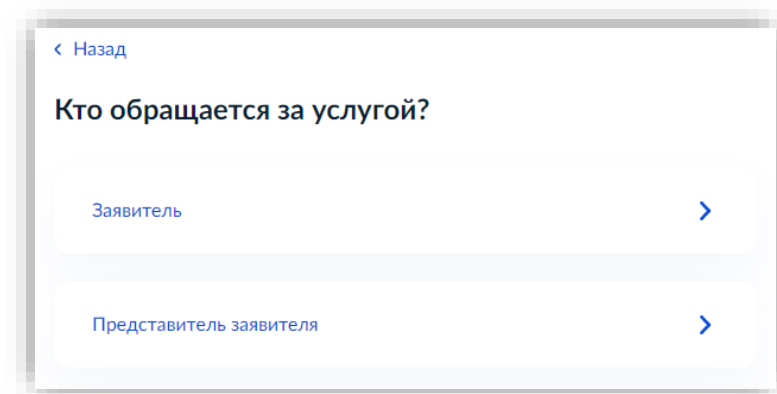 Назад
Кто обращается за услугой?
Заявитель
Представитель заявителя